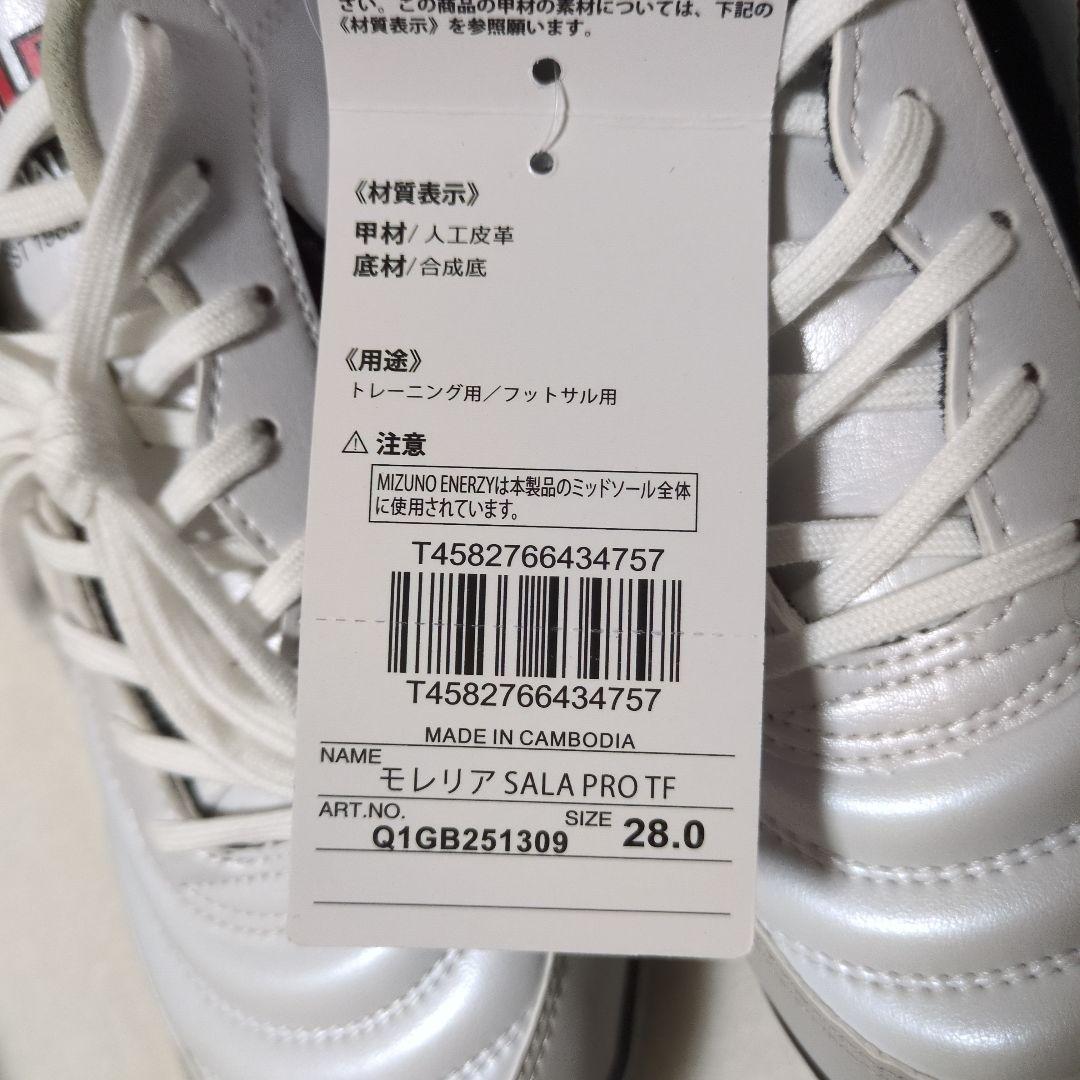 さい。この商品の甲材の素材については、下記の
《材質表示》を参照願います。
《材質表示》
甲材/人工皮革
底材/合成底
《用途》
トレーニング用／フットサル用
⚠ 注意
MIZUNO ENERZYは本製品のミッドソール全体
に使用されています。
T4582766434757
T4582766434757
MADE IN CAMBODIA
NAME
モレリア SALA PRO TF
ART.NO.
Q1GB251309
SIZE
28.0